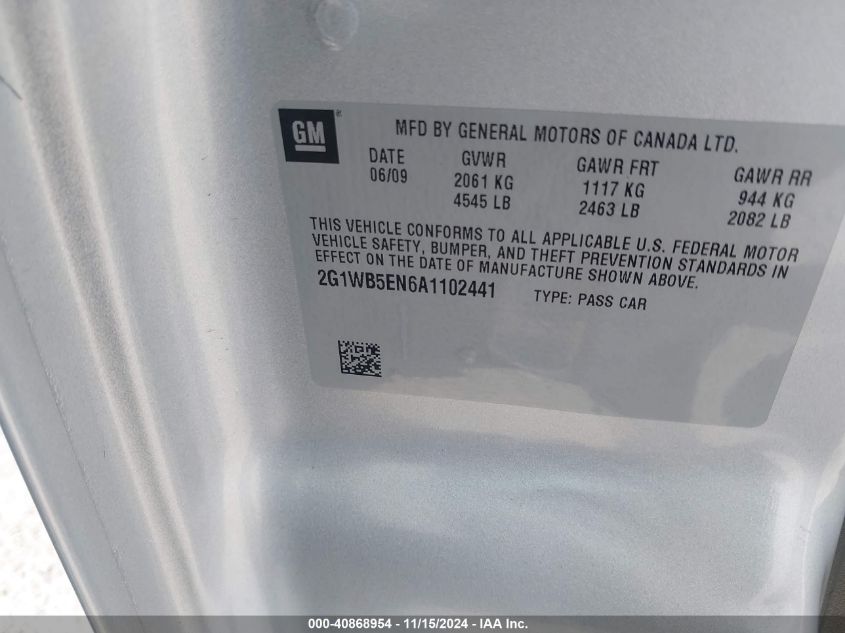 GM ®
MFD BY GENERAL MOTORS OF CANADA LTD.
DATE GVWR GAWR FRT GAWR RR
06/09 2061 KG 1117 KG 944 KG
4545 LB 2463 LB 2082 LB
THIS VEHICLE CONFORMS TO ALL APPLICABLE U.S. FEDERAL MOTOR
VEHICLE SAFETY, BUMPER, AND THEFT PREVENTION STANDARDS IN
EFFECT ON THE DATE OF MANUFACTURE SHOWN ABOVE.
2G1WB5EN6A1102441 TYPE: PASS CAR
000-40868954 - 11/15/2024 - IAA Inc.